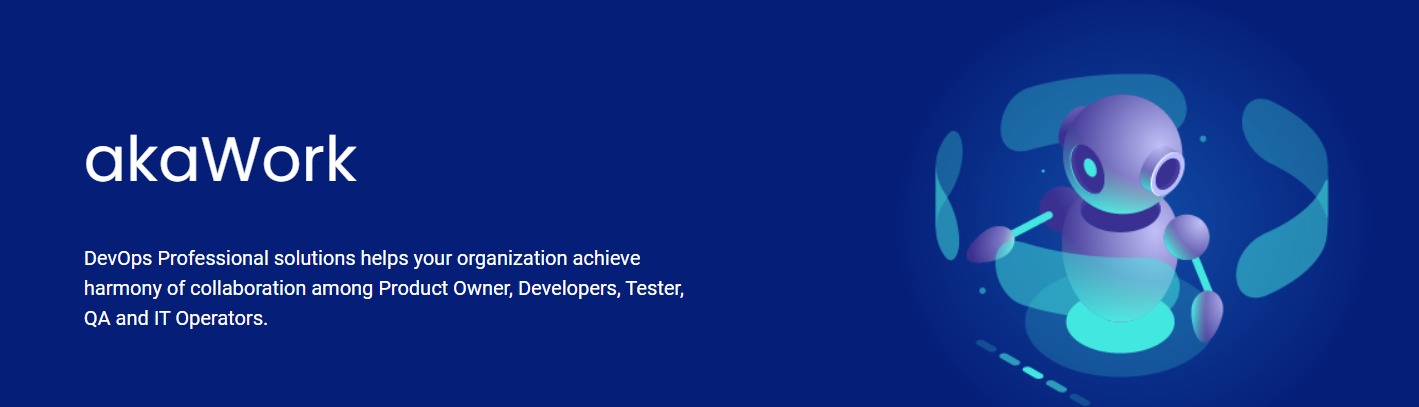 akaWork
DevOps Professional solutions helps your organization achieve
harmony of collaboration among Product Owner, Developers, Tester,
QA and IT Operators.